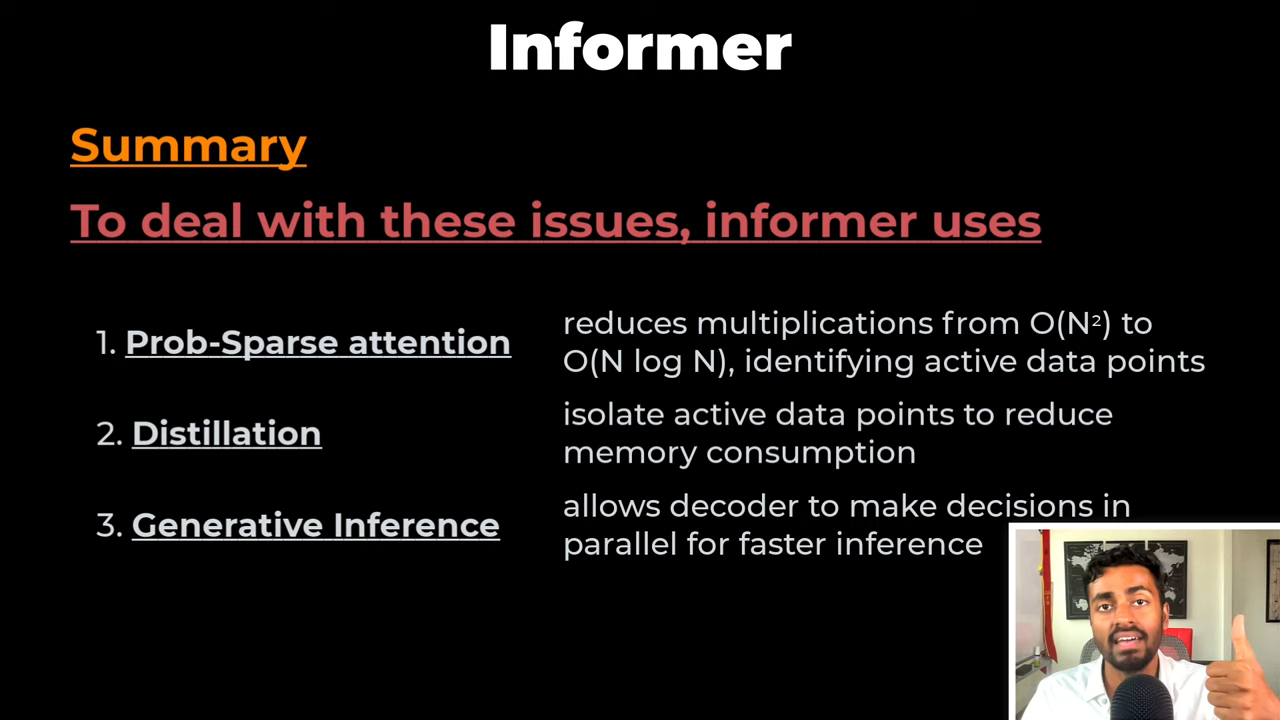 Informer
Summary
To deal with these issues, informer uses
1. Prob-Sparse attention
reduces multiplications from O(N²) to
O(N log N), identifying active data points
2. Distillation
isolate active data points to reduce
memory consumption
3. Generative Inference
allows decoder to make decisions in
parallel for faster inference